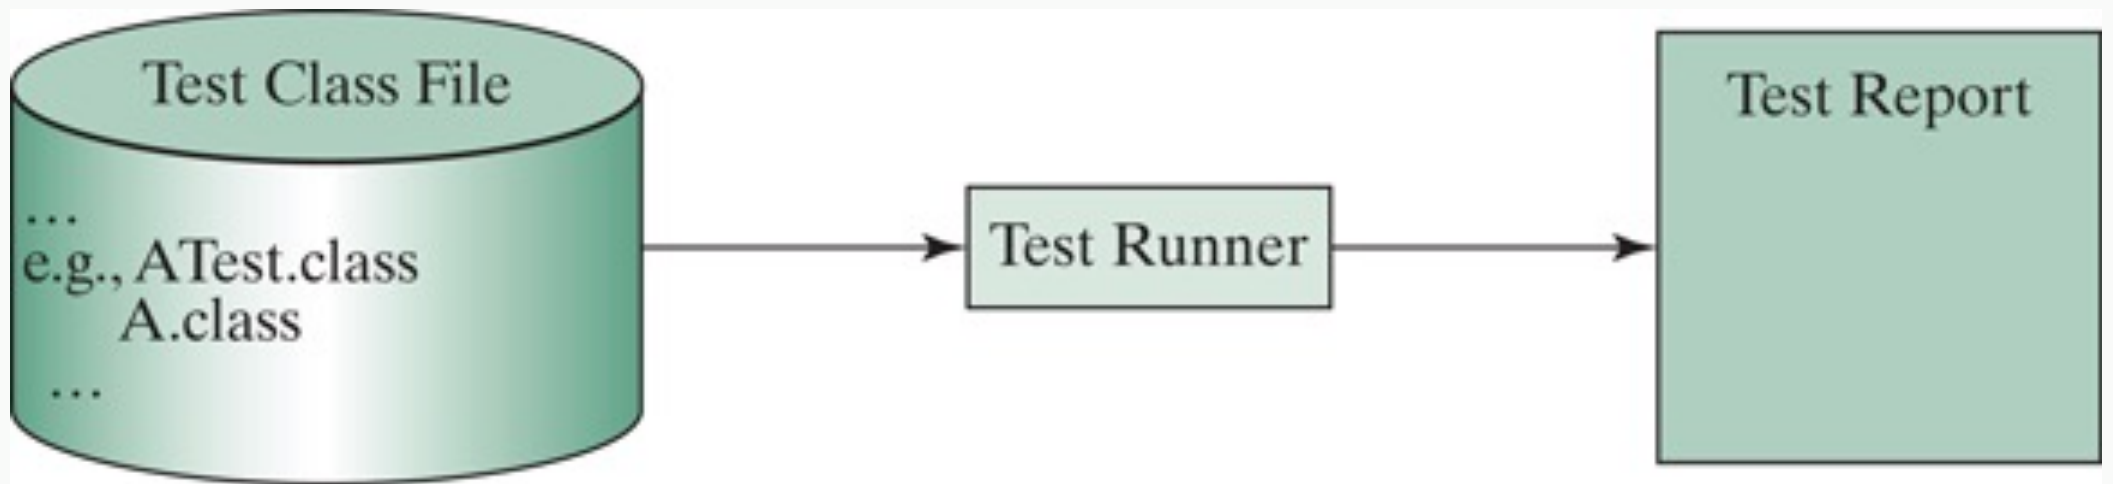 Test Class File
...
e.g., ATest.class
A.class
...
Test Runner
Test Report